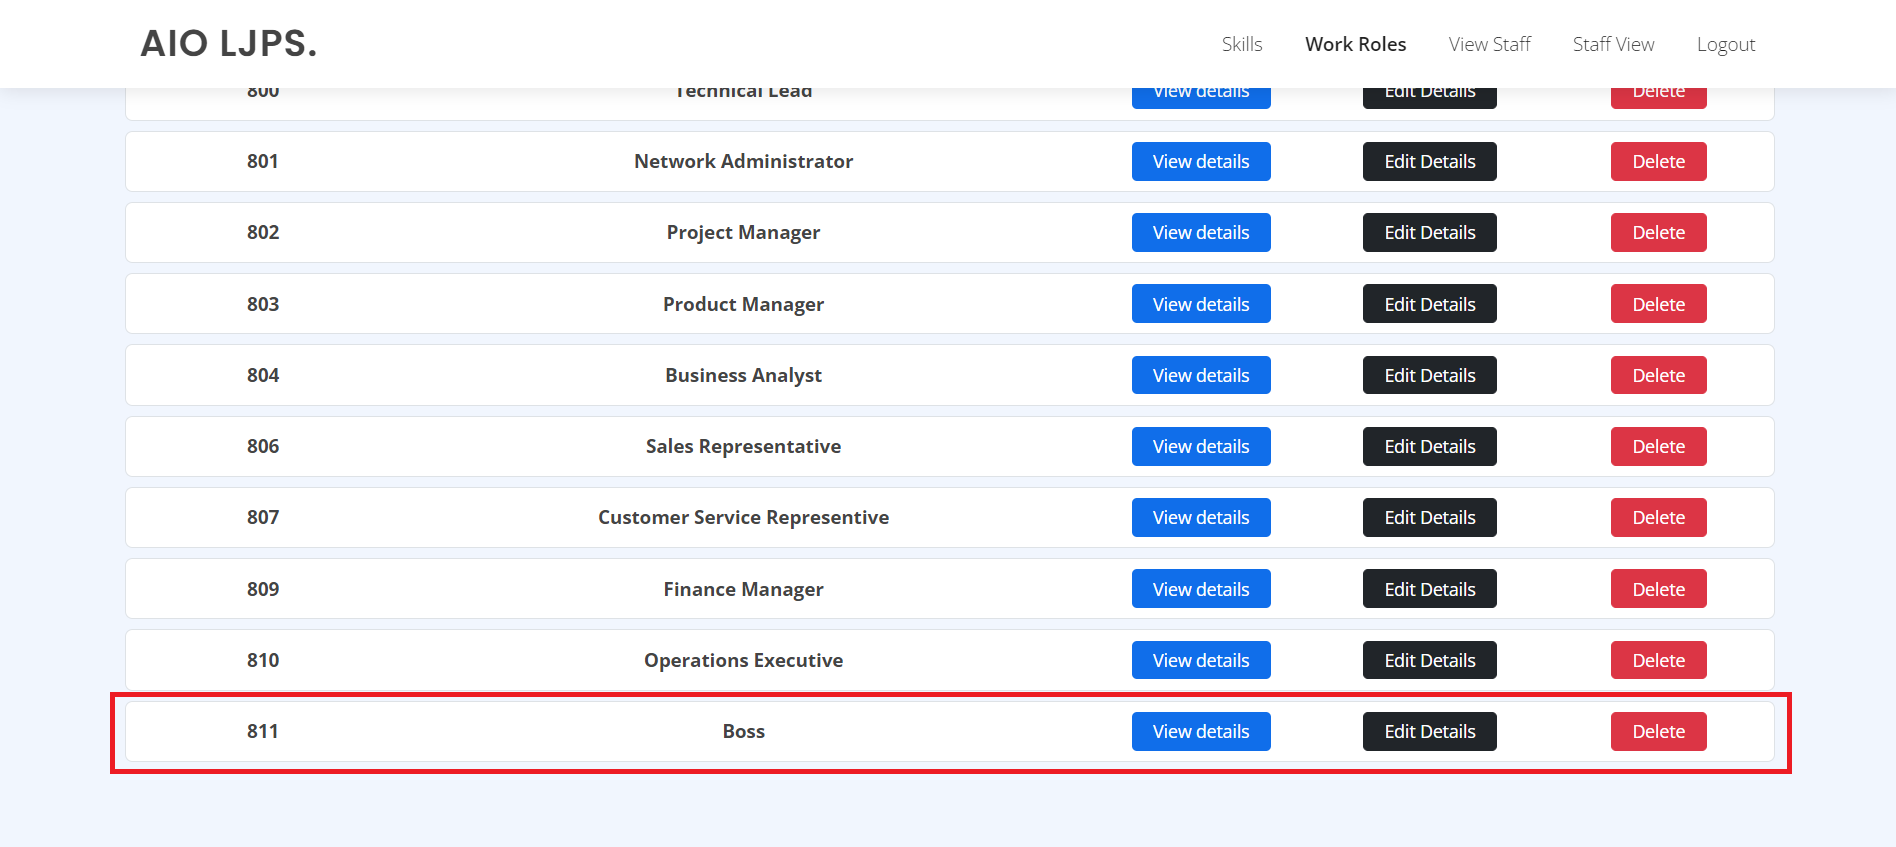 AIO LJPS. Skills Work Roles View Staff Staff View Logout
800 Technical Lead View details Edit Details Delete
801 Network Administrator View details Edit Details Delete
802 Project Manager View details Edit Details Delete
803 Product Manager View details Edit Details Delete
804 Business Analyst View details Edit Details Delete
806 Sales Representative View details Edit Details Delete
807 Customer Service Representive View details Edit Details Delete
809 Finance Manager View details Edit Details Delete
810 Operations Executive View details Edit Details Delete
811 Boss View details Edit Details Delete